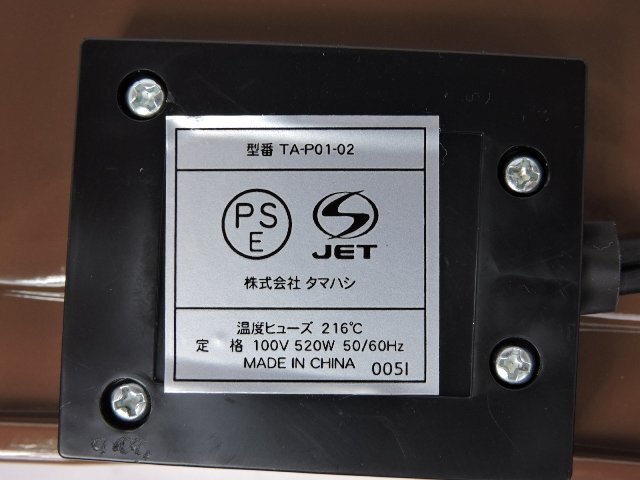 型番 TA-P01-02
PS
E
JET
株式会社 タマハシ
温度ヒューズ 216℃
定 格 100V 520W 50/60Hz
MADE IN CHINA 0051